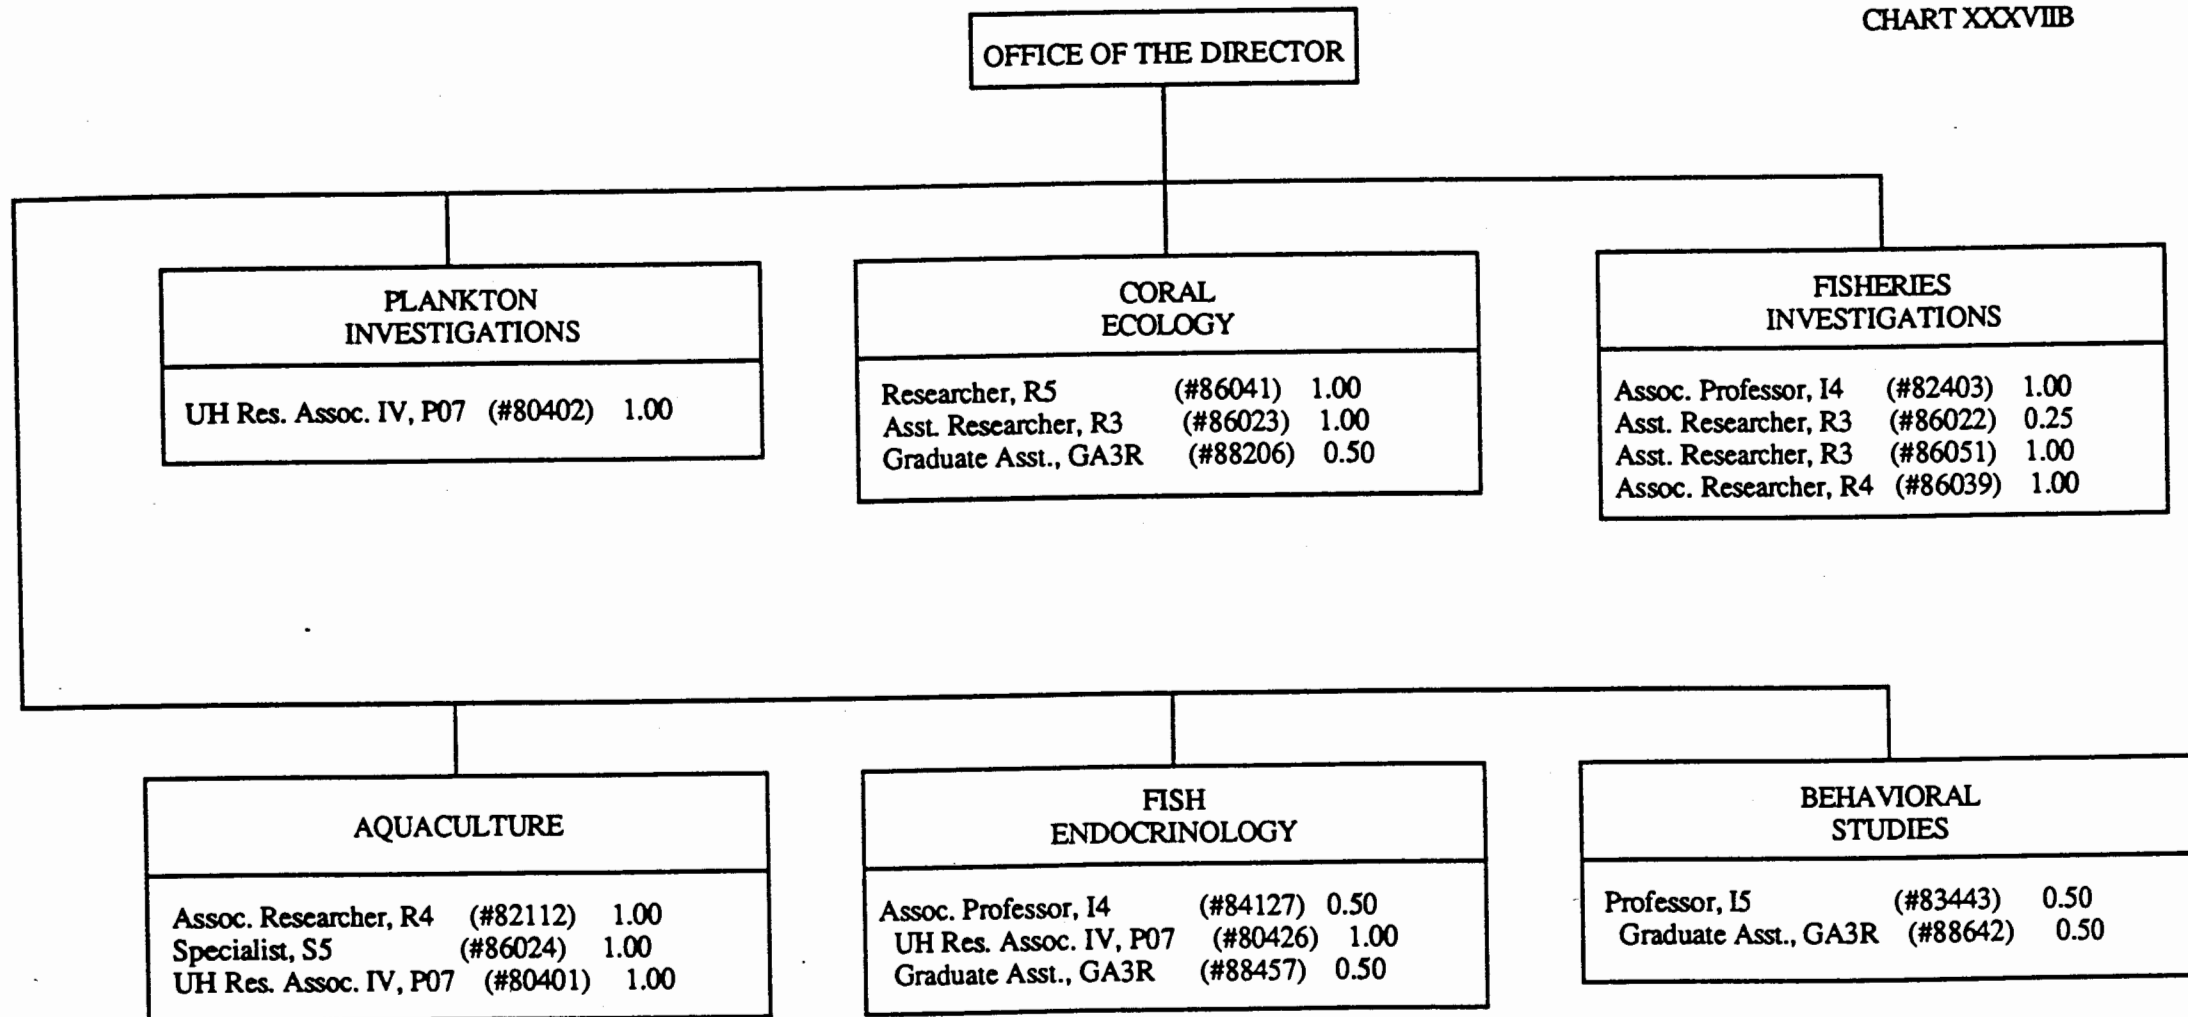 CHART XXXVIIB
OFFICE OF THE DIRECTOR
PLANKTON
INVESTIGATIONS
UH Res. Assoc. IV, P07 (#80402) 1.00
CORAL
ECOLOGY
Researcher, R5 (#86041) 1.00
Asst. Researcher, R3 (#86023) 1.00
Graduate Asst., GA3R (#88206) 0.50
FISHERIES
INVESTIGATIONS
Assoc. Professor, I4 (#82403) 1.00
Asst. Researcher, R3 (#86022) 0.25
Asst. Researcher, R3 (#86051) 1.00
Assoc. Researcher, R4 (#86039) 1.00
AQUACULTURE
Assoc. Researcher, R4 (#82112) 1.00
Specialist, S5 (#86024) 1.00
UH Res. Assoc. IV, P07 (#80401) 1.00
FISH
ENDOCRINOLOGY
Assoc. Professor, I4 (#84127) 0.50
UH Res. Assoc. IV, P07 (#80426) 1.00
Graduate Asst., GA3R (#88457) 0.50
BEHAVIORAL
STUDIES
Professor, I5 (#83443) 0.50
Graduate Asst., GA3R (#88642) 0.50